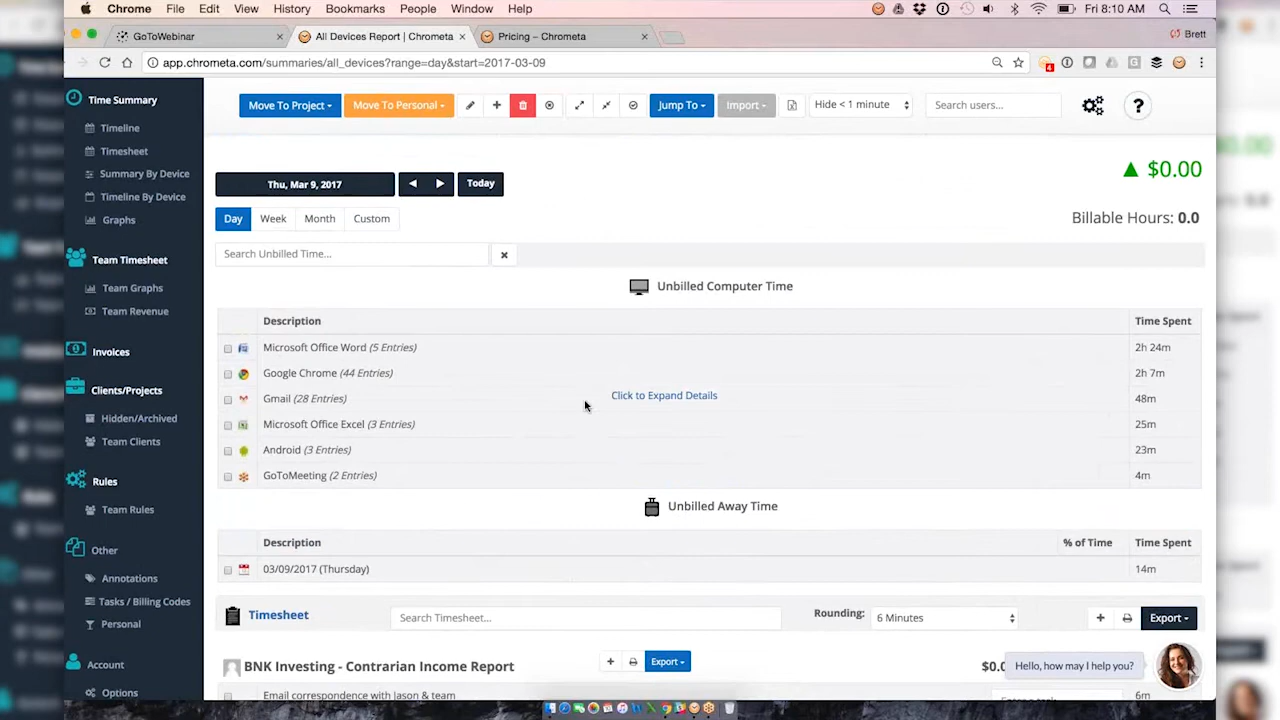 Chrome File Edit View History Bookmarks People Window Help Fri 8:10 AM
GoToWebinar × All Devices Report | Chrometa × Pricing – Chrometa × Brett
app.chrometa.com/summaries/all_devices?range=day&start=2017-03-09
4
Time Summary
Timeline
Timesheet
Summary By Device
Timeline By Device
Graphs
Team Timesheet
Team Graphs
Team Revenue
Invoices
Clients/Projects
Hidden/Archived
Team Clients
Rules
Team Rules
Other
Annotations
Tasks / Billing Codes
Personal
Account
Options
Move To Project Move To Personal Jump To Import Hide < 1 minute Search users... ?
▲ $0.00
Thu, Mar 9, 2017 ◀ ▶ Today
Day Week Month Custom
Billable Hours: 0.0
Search Unbilled Time... ×
Unbilled Computer Time
Description Time Spent
Microsoft Office Word (5 Entries) 2h 24m
Google Chrome (44 Entries) 2h 7m
Click to Expand Details
Gmail (28 Entries) 48m
Microsoft Office Excel (3 Entries) 25m
Android (3 Entries) 23m
GoToMeeting (2 Entries) 4m
Unbilled Away Time
Description % of Time Time Spent
03/09/2017 (Thursday) 14m
Timesheet Search Timesheet... Rounding: 6 Minutes + Export
BNK Investing - Contrarian Income Report + Export $0.0
Hello, how may I help you?
Email correspondence with Jason & team 6m